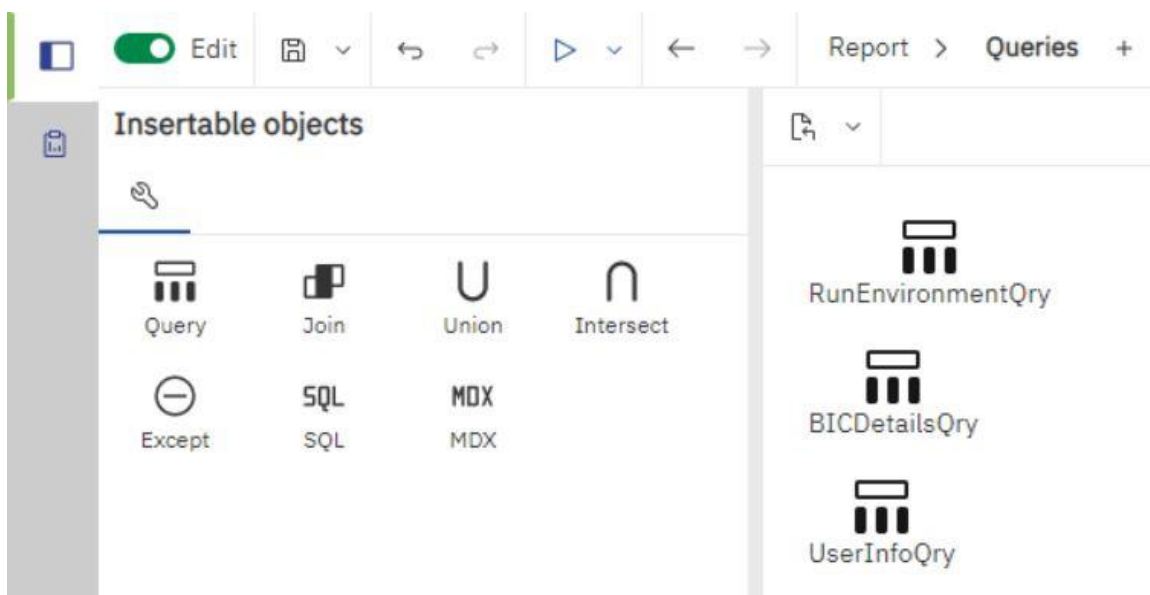 Edit
Report > Queries +
Insertable objects
Query Join Union Intersect
SQL MDX
Except SQL MDX
RunEnvironmentQry
BICDetailsQry
UserInfoQry